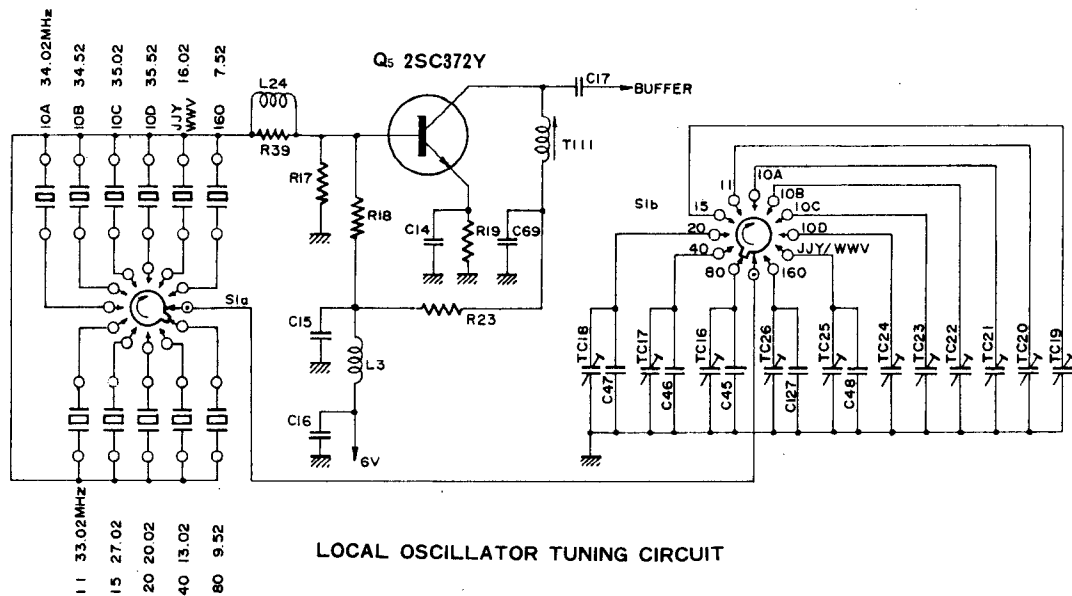 10A 34.02MHz
10B 34.52
10C 35.02
10D 35.52
JJY WWV 16.02
160 7.52
L24
R39
R17
R18
Q5 2SC372Y
C17
BUFFER
T111
C14
R19
C69
R23
C15
L3
C16
6V
S1a
11 33.02MHz
15 27.02
20 20.02
40 13.02
80 9.52
S1b
11
10A
10B
10C
10D
JJY/WWV
160
15
20
40
80
TC18
C47
TC17
C46
TC16
C45
TC26
C127
TC25
C48
TC24
TC23
TC22
TC21
TC20
TC19
LOCAL OSCILLATOR TUNING CIRCUIT